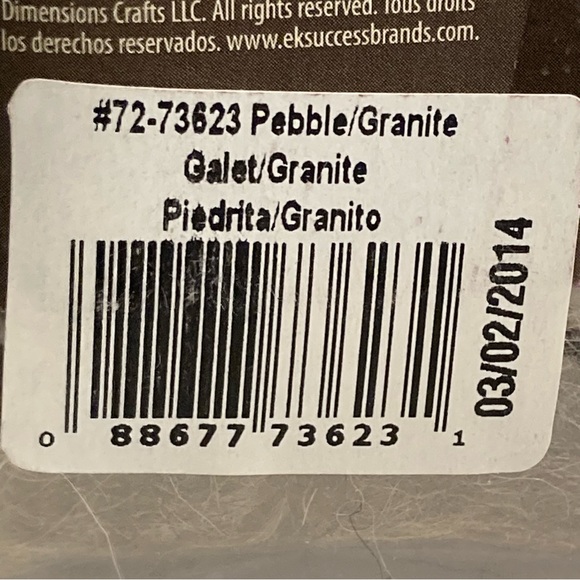 Dimensions Crafts LLC. All rights reserved. Tous droits
los derechos reservados. www.eksuccessbrands.com.
#72-73623 Pebble/Granite
Galet/Granite
Piedrita/Granito
0 88677 73623 1
03/02/2014